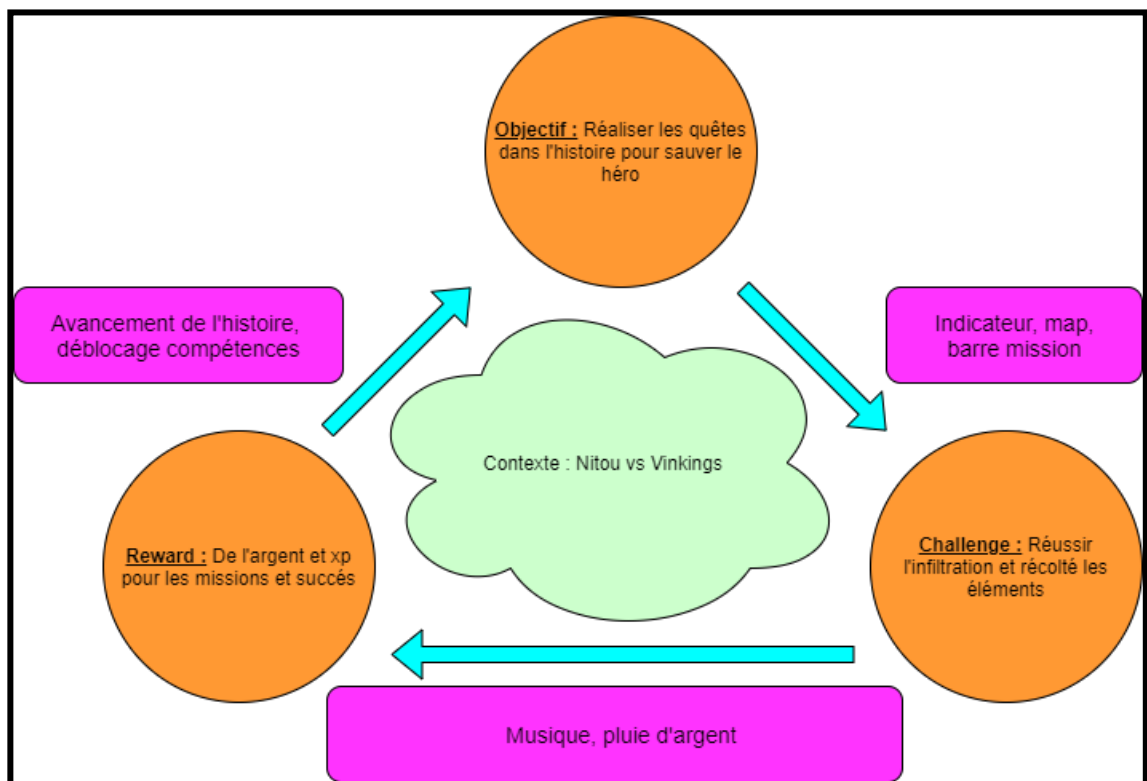 Objectif : Réaliser les quêtes
dans l'histoire pour sauver le
héro
Avancement de l'histoire,
déblocage compétences
Indicateur, map,
barre mission
Contexte : Nitou vs Vinkings
Reward : De l'argent et xp
pour les missions et succés
Challenge : Réussir
l'infiltration et récolté les
éléments
Musique, pluie d'argent